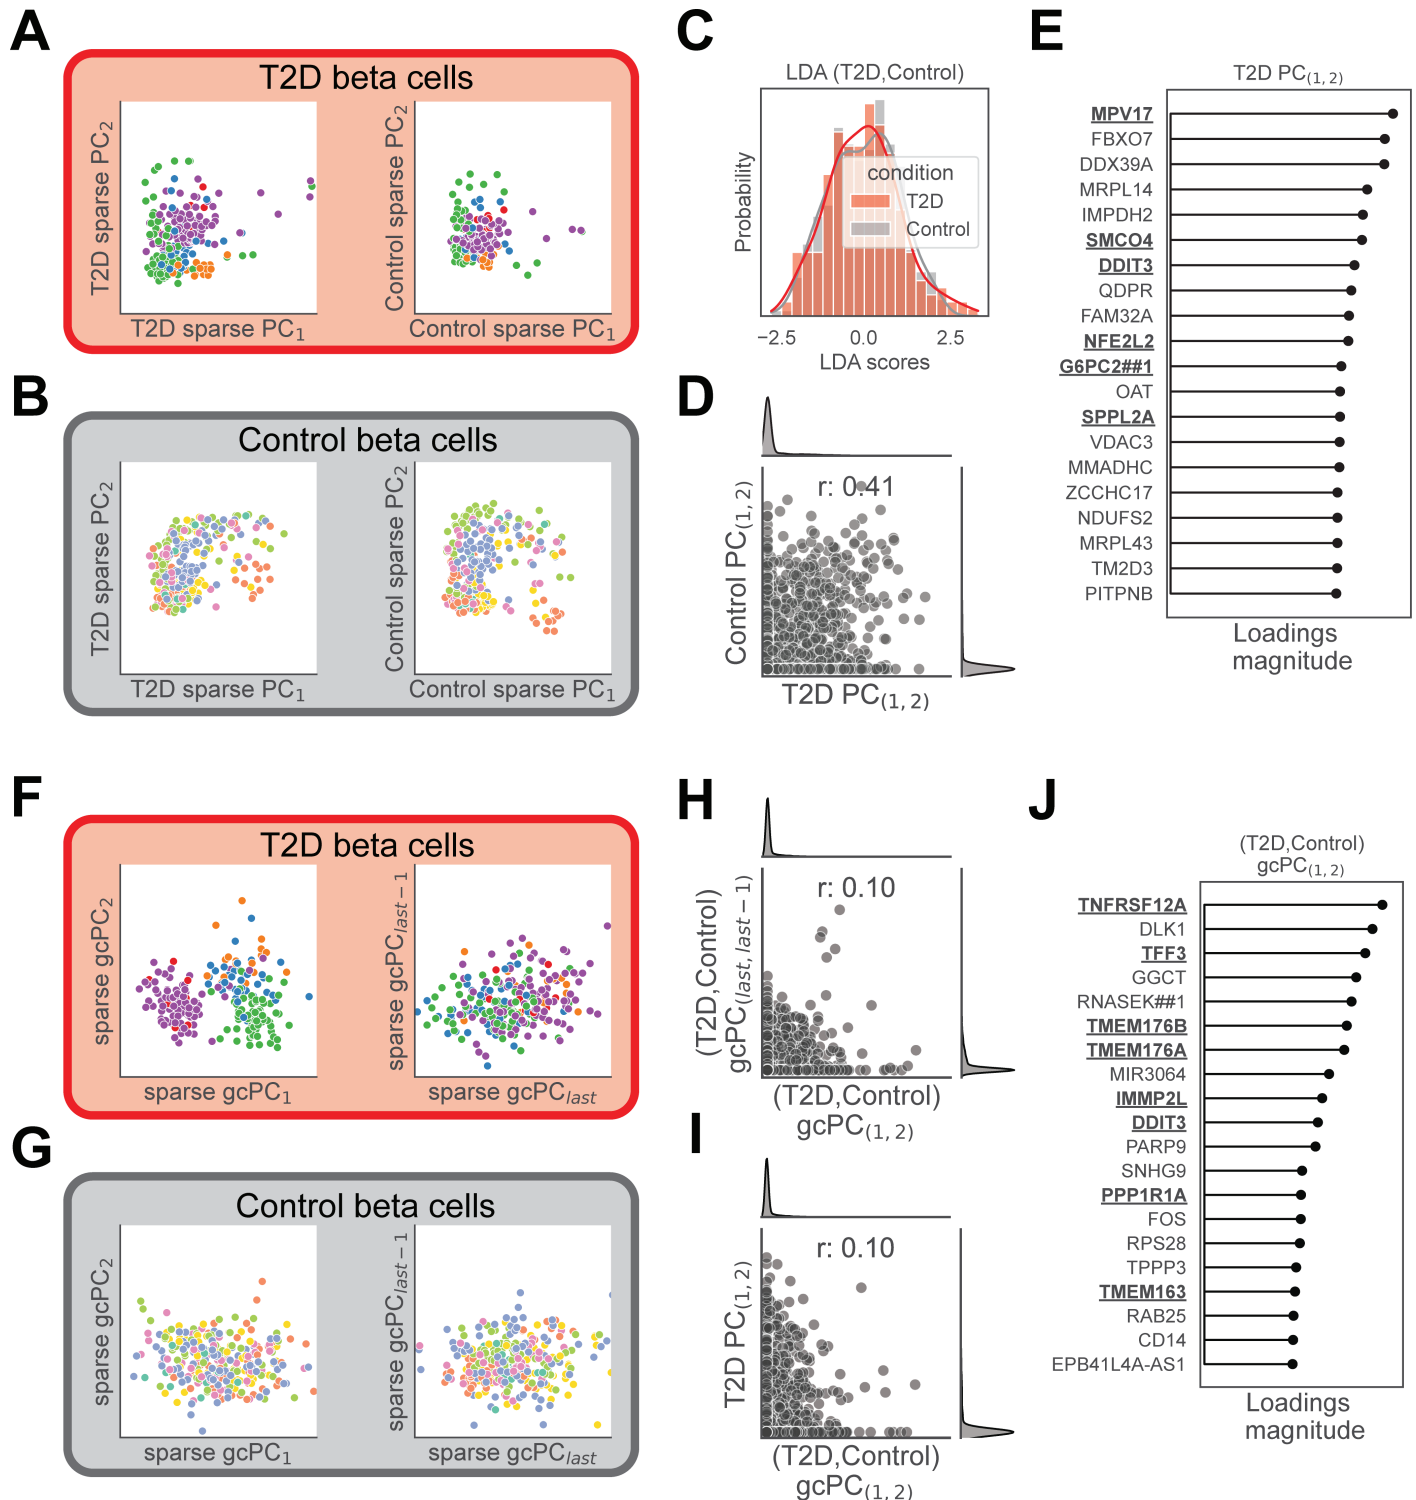 A
T2D beta cells
T2D sparse PC2
T2D sparse PC1
Control sparse PC2
Control sparse PC1
B
Control beta cells
T2D sparse PC2
T2D sparse PC1
Control sparse PC2
Control sparse PC1
C
LDA (T2D,Control)
Probability
condition
T2D
Control
−2.5 0.0 2.5
LDA scores
D
r: 0.41
Control PC(1, 2)
T2D PC(1, 2)
E
T2D PC(1, 2)
MPV17
FBXO7
DDX39A
MRPL14
IMPDH2
SMCO4
DDIT3
QDPR
FAM32A
NFE2L2
G6PC2##1
OAT
SPPL2A
VDAC3
MMADHC
ZCCHC17
NDUFS2
MRPL43
TM2D3
PITPNB
Loadings
magnitude
F
T2D beta cells
sparse gcPC2
sparse gcPC1
sparse gcPClast − 1
sparse gcPClast
G
Control beta cells
sparse gcPC2
sparse gcPC1
sparse gcPClast − 1
sparse gcPClast
H
r: 0.10
(T2D,Control)
gcPC(last, last − 1)
(T2D,Control)
gcPC(1, 2)
I
r: 0.10
T2D PC(1, 2)
(T2D,Control)
gcPC(1, 2)
J
(T2D,Control)
gcPC(1, 2)
TNFRSF12A
DLK1
TFF3
GGCT
RNASEK##1
TMEM176B
TMEM176A
MIR3064
IMMP2L
DDIT3
PARP9
SNHG9
PPP1R1A
FOS
RPS28
TPPP3
TMEM163
RAB25
CD14
EPB41L4A-AS1
Loadings
magnitude